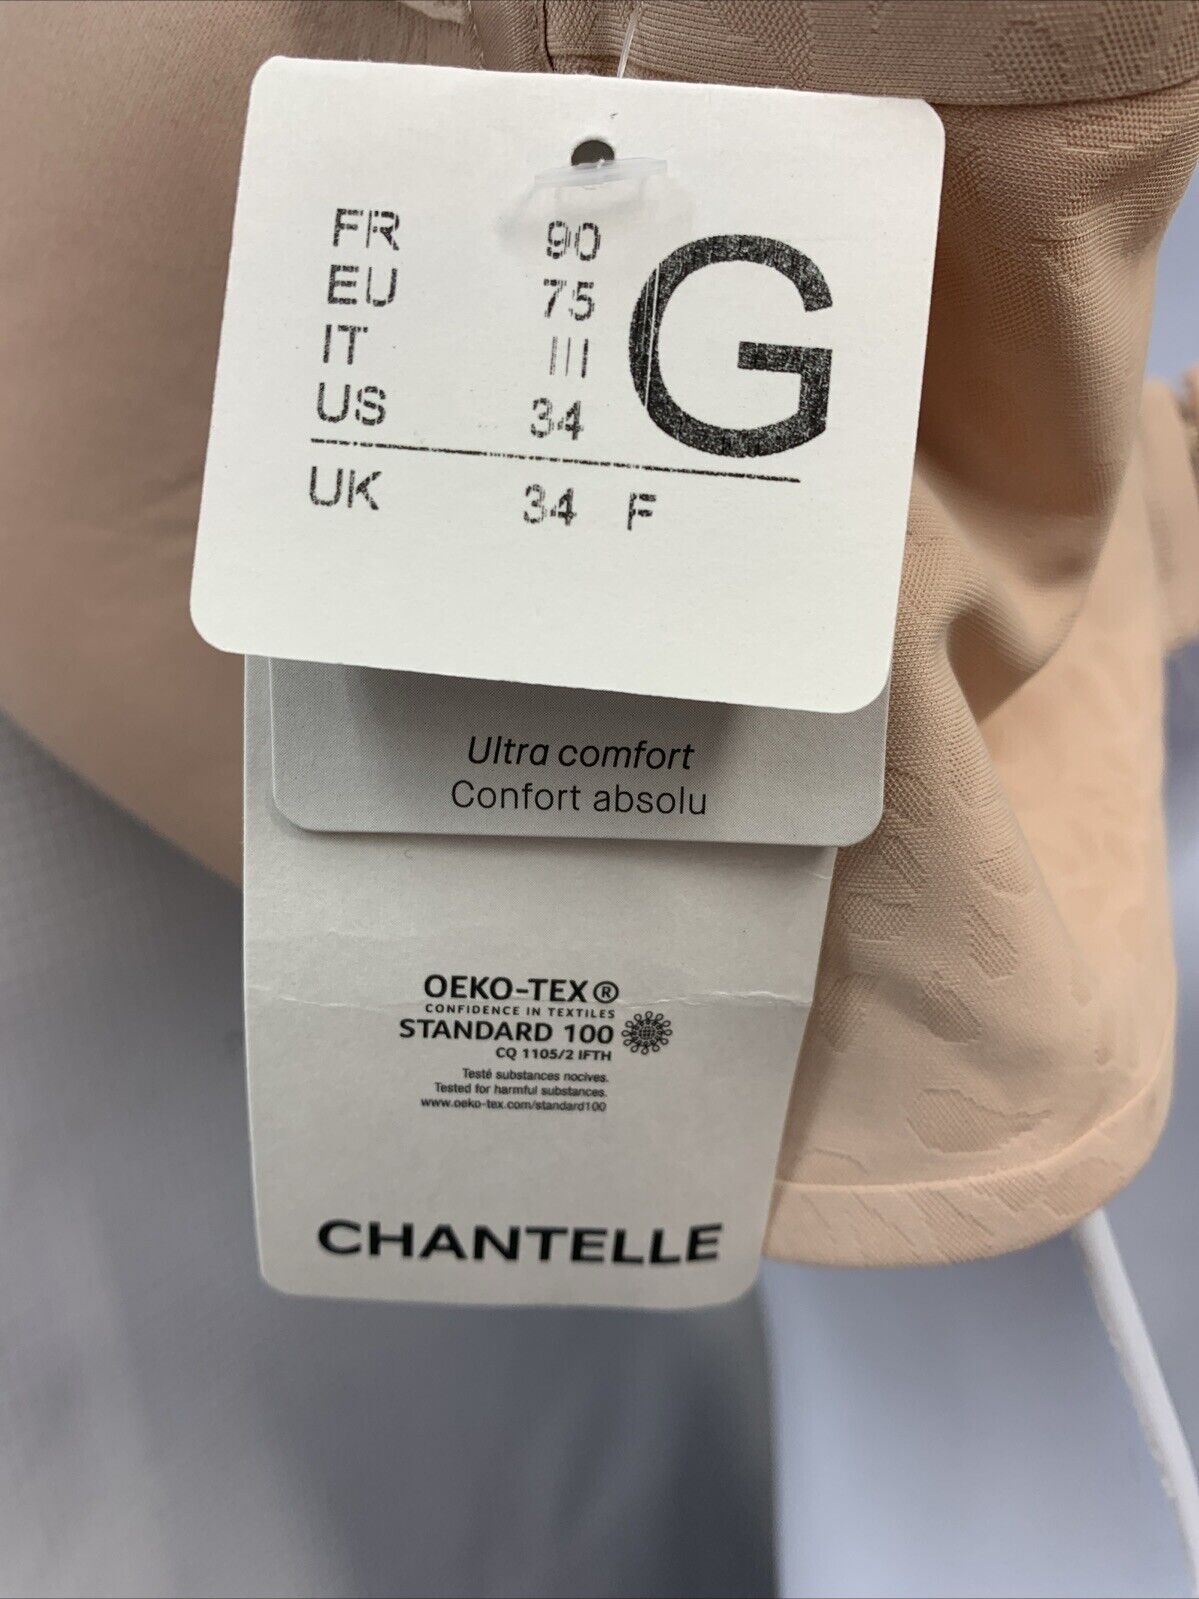 FR 90 G
EU 75
IT III
US 34
UK 34 F
Ultra comfort
Confort absolu
OEKO-TEX®
CONFIDENCE IN TEXTILES
STANDARD 100
CQ 1105/2 IFTH
Testé substances nocives.
Tested for harmful substances.
www.oeko-tex.com/standard100
CHANTELLE